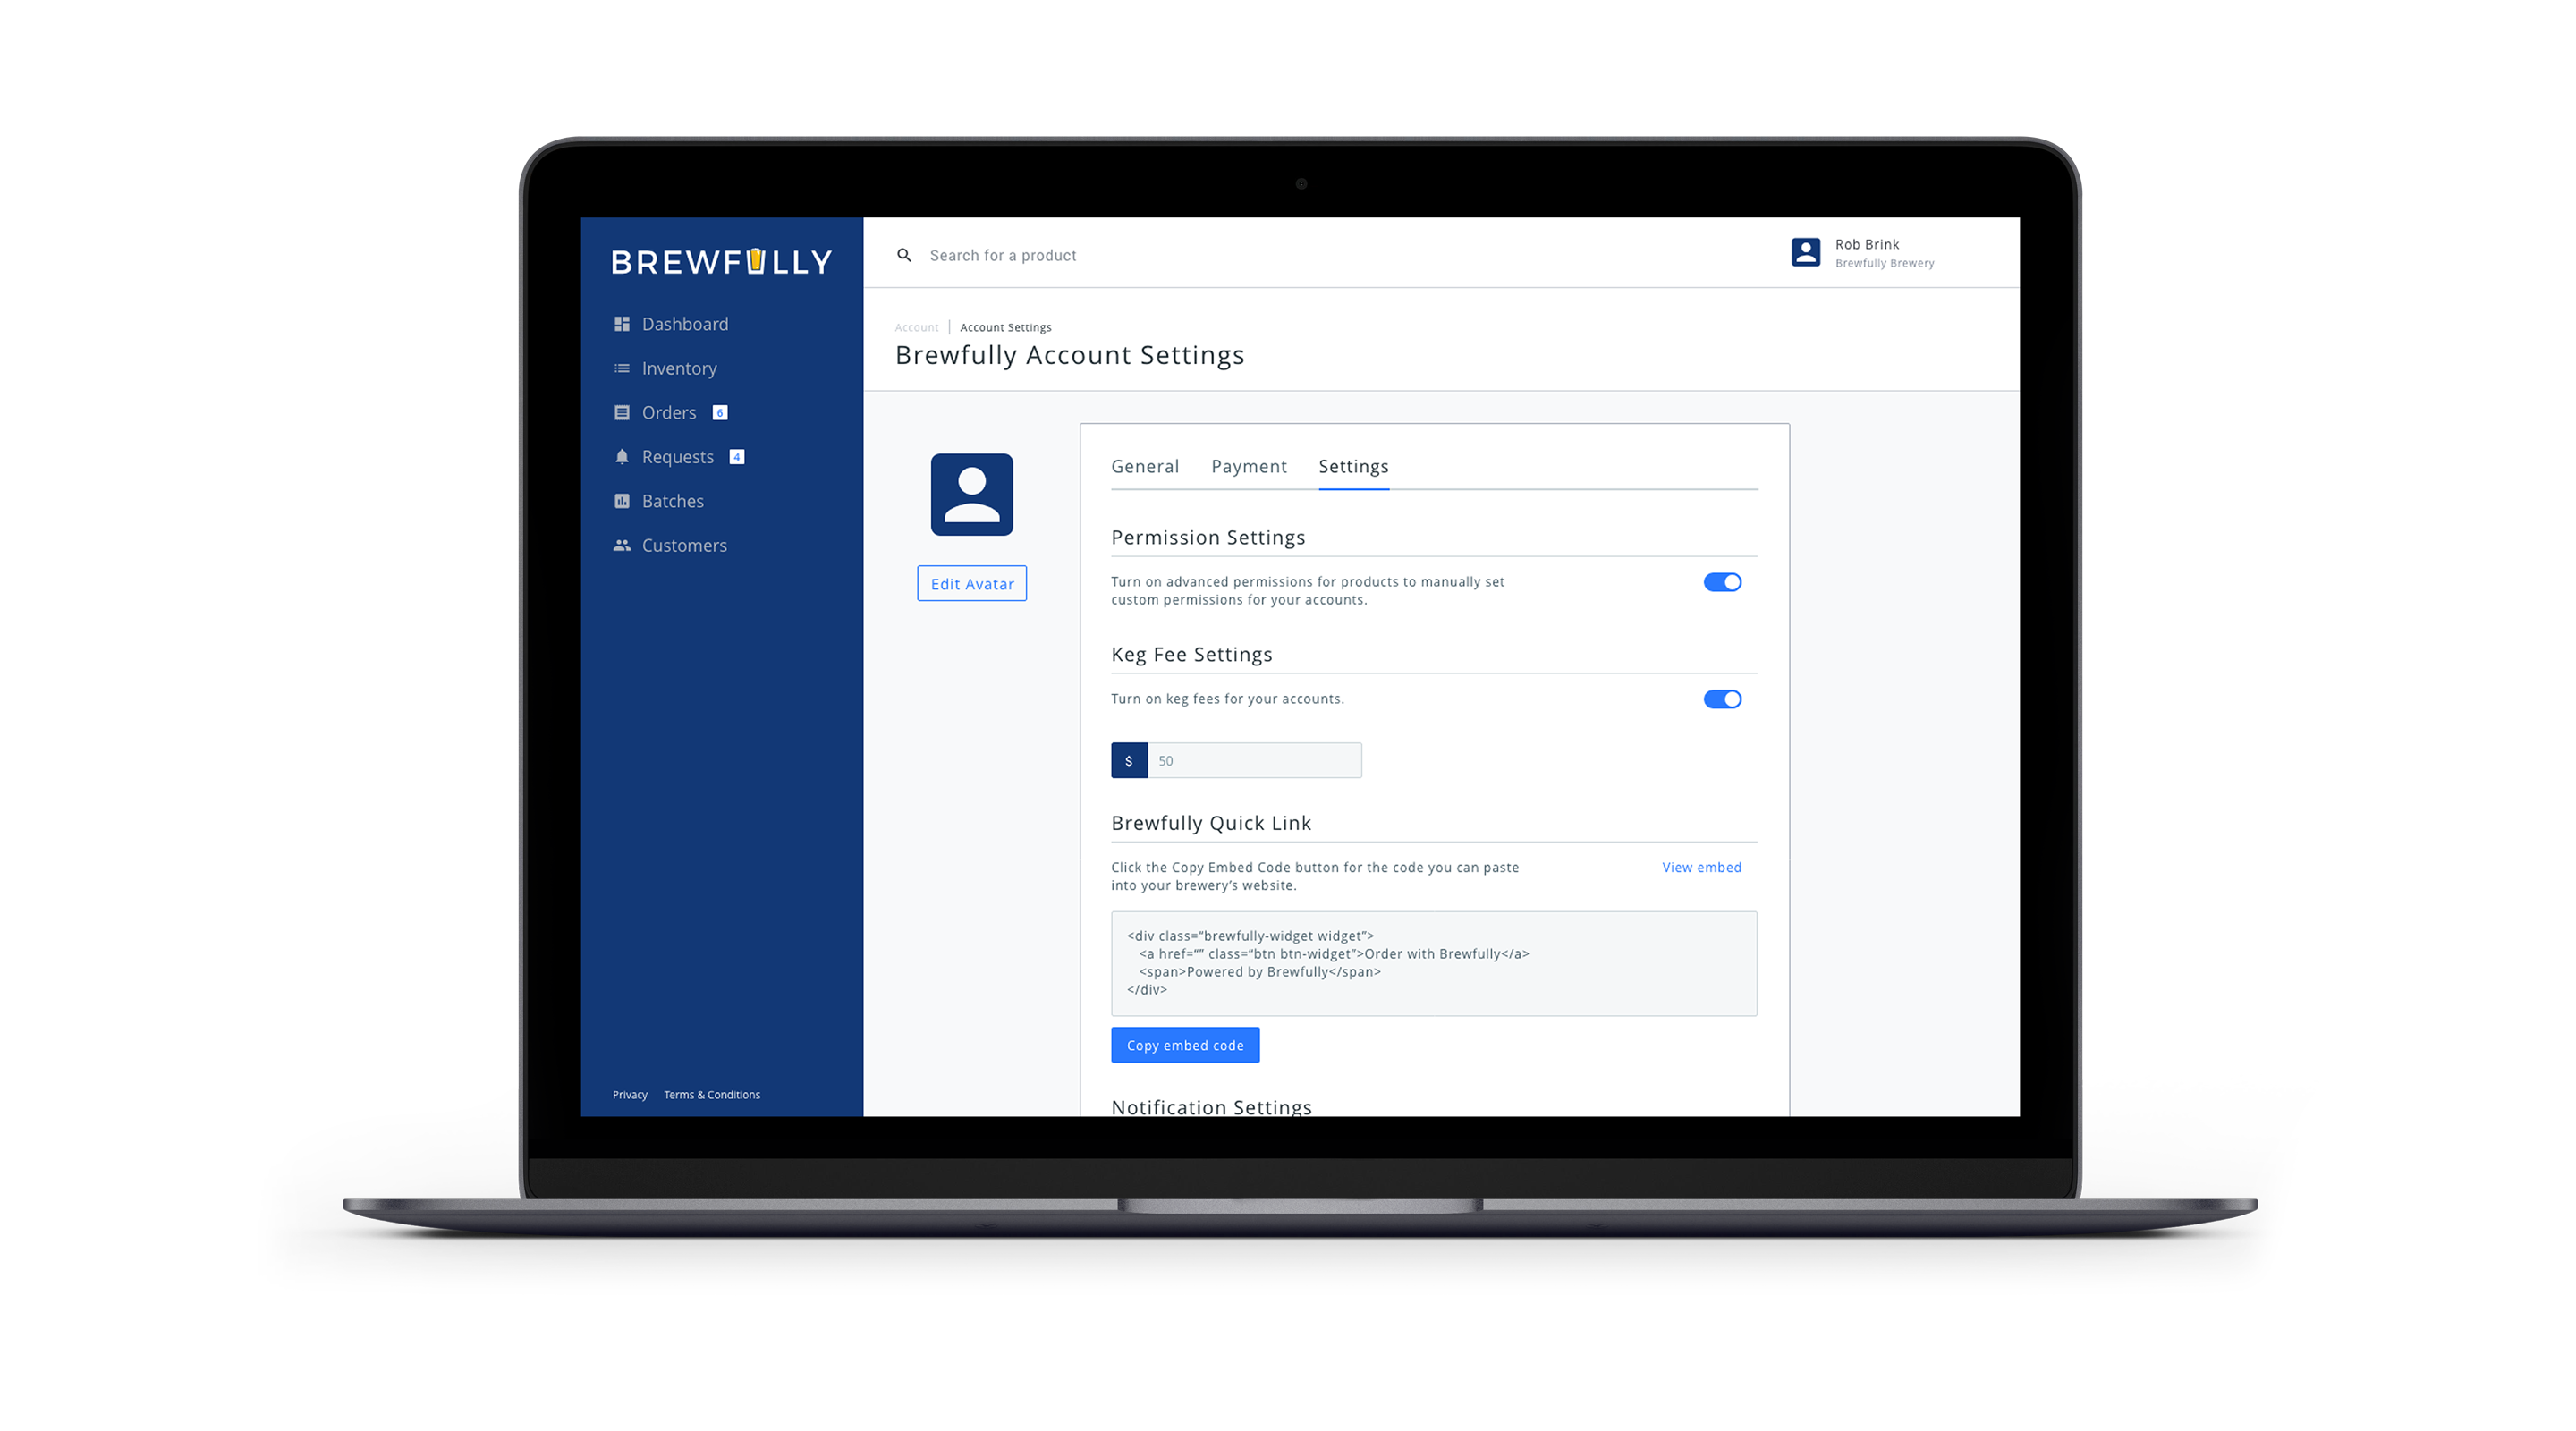 BREWFULLY
Dashboard
Inventory
Orders 6
Requests 4
Batches
Customers
Privacy Terms & Conditions
Search for a product
Rob Brink
Brewfully Brewery
Account | Account Settings
Brewfully Account Settings
Edit Avatar
General Payment Settings
Permission Settings
Turn on advanced permissions for products to manually set
custom permissions for your accounts.
Keg Fee Settings
Turn on keg fees for your accounts.
$ 50
Brewfully Quick Link
Click the Copy Embed Code button for the code you can paste
into your brewery’s website.
View embed
<div class=“brewfully-widget widget”>
<a href=“” class=“btn btn-widget”>Order with Brewfully</a>
<span>Powered by Brewfully</span>
</div>
Copy embed code
Notification Settings